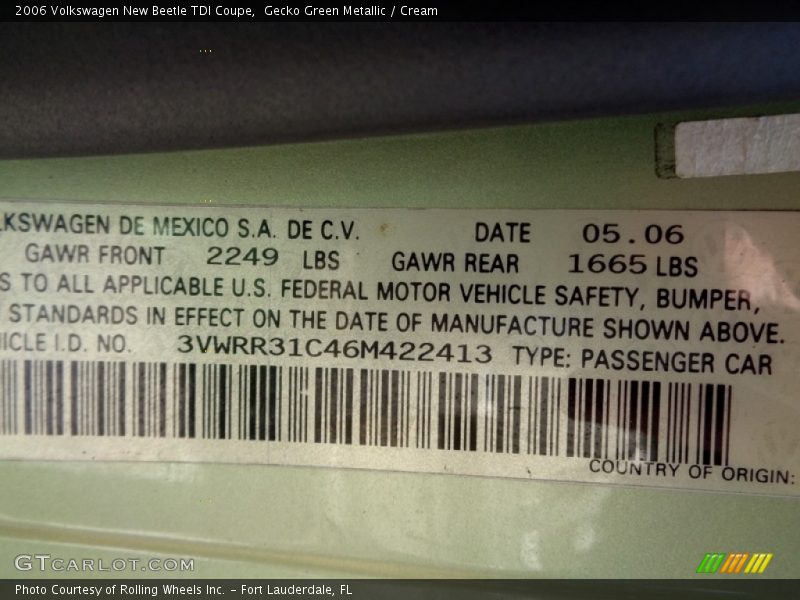 2006 Volkswagen New Beetle TDI Coupe,  Gecko Green Metallic / Cream
LKSWAGEN DE MEXICO S.A. DE C.V. DATE 05.06
GAWR FRONT 2249 LBS GAWR REAR 1665 LBS
S TO ALL APPLICABLE U.S. FEDERAL MOTOR VEHICLE SAFETY, BUMPER,
STANDARDS IN EFFECT ON THE DATE OF MANUFACTURE SHOWN ABOVE.
ICLE I.D. NO. 3VWRR31C46M422413 TYPE: PASSENGER CAR
COUNTRY OF ORIGIN:
GTcarlot.com
Photo Courtesy of Rolling Wheels Inc. – Fort Lauderdale, FL